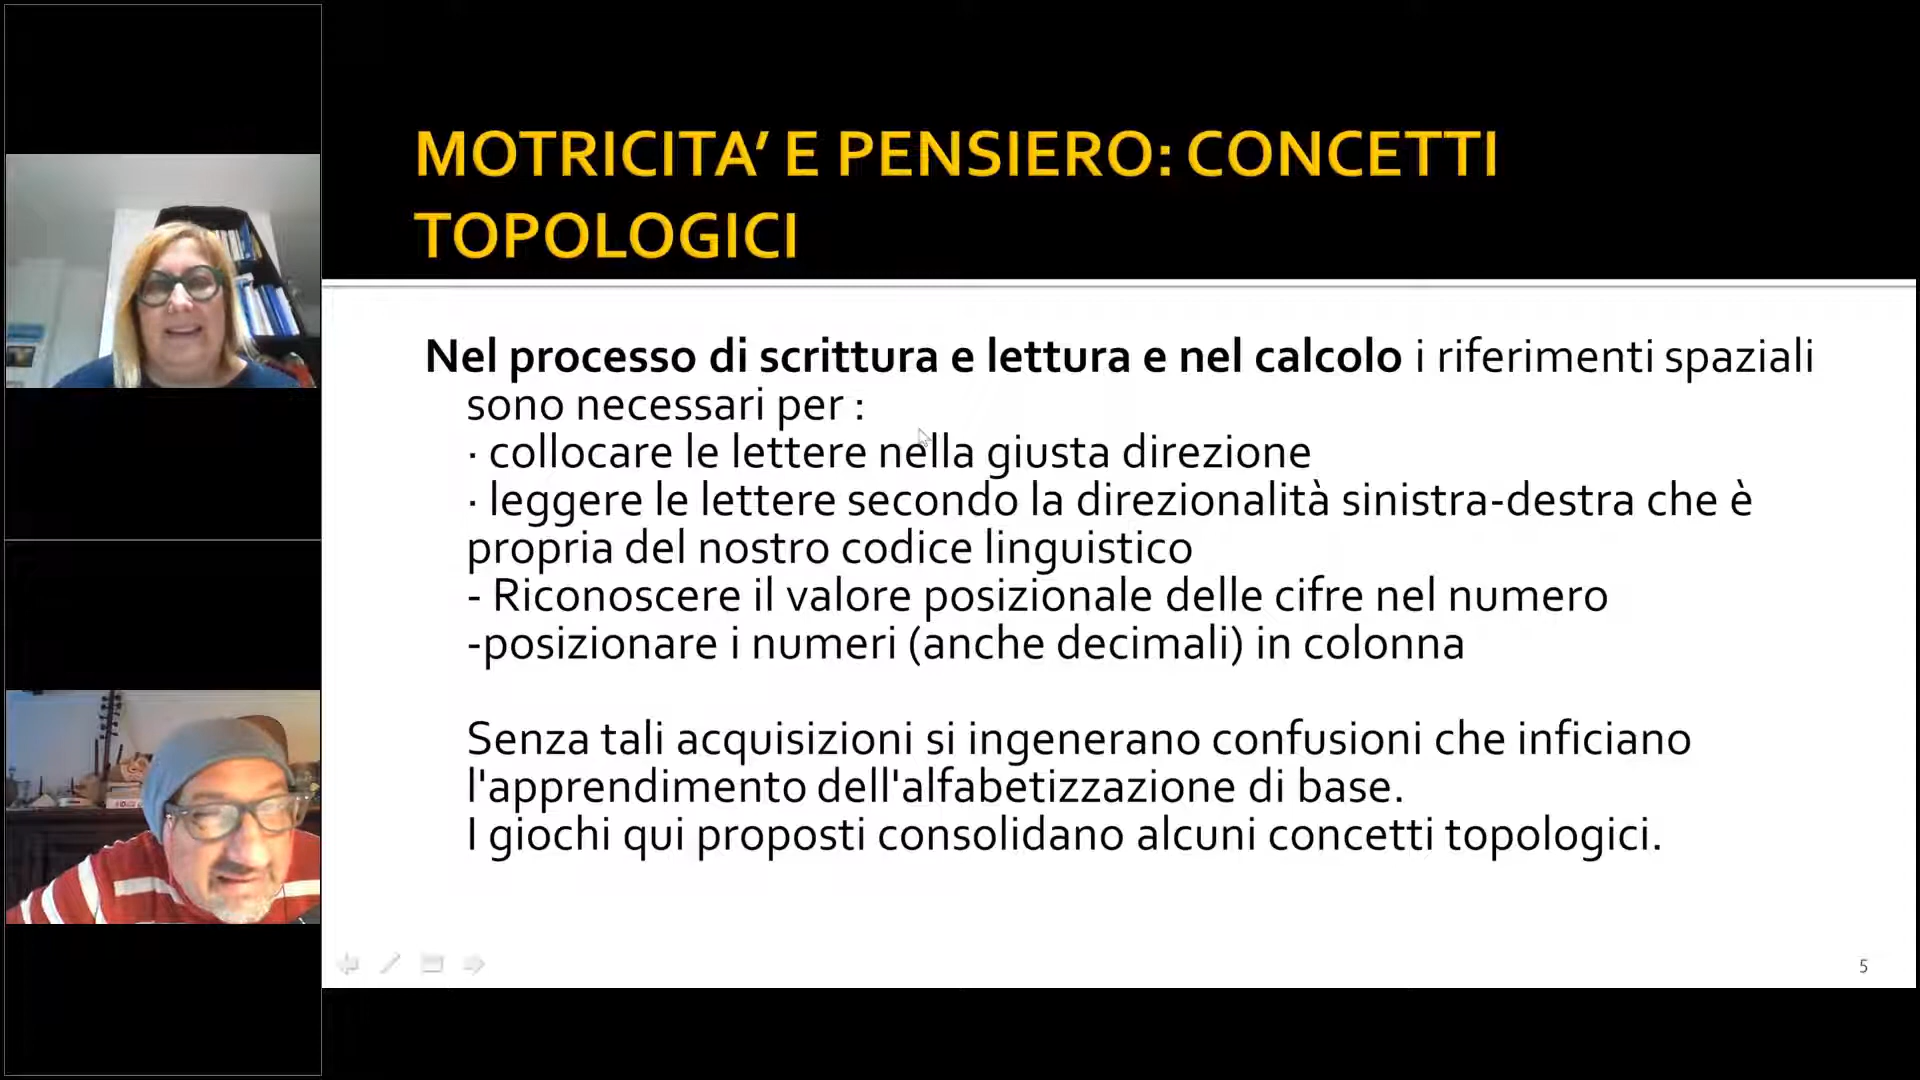 MOTRICITA’ E PENSIERO: CONCETTI
TOPOLOGICI
Nel processo di scrittura e lettura e nel calcolo i riferimenti spaziali
sono necessari per :
· collocare le lettere nella giusta direzione
· leggere le lettere secondo la direzionalità sinistra-destra che è
propria del nostro codice linguistico
- Riconoscere il valore posizionale delle cifre nel numero
-posizionare i numeri (anche decimali) in colonna
Senza tali acquisizioni si ingenerano confusioni che inficiano
l'apprendimento dell'alfabetizzazione di base.
I giochi qui proposti consolidano alcuni concetti topologici.
5